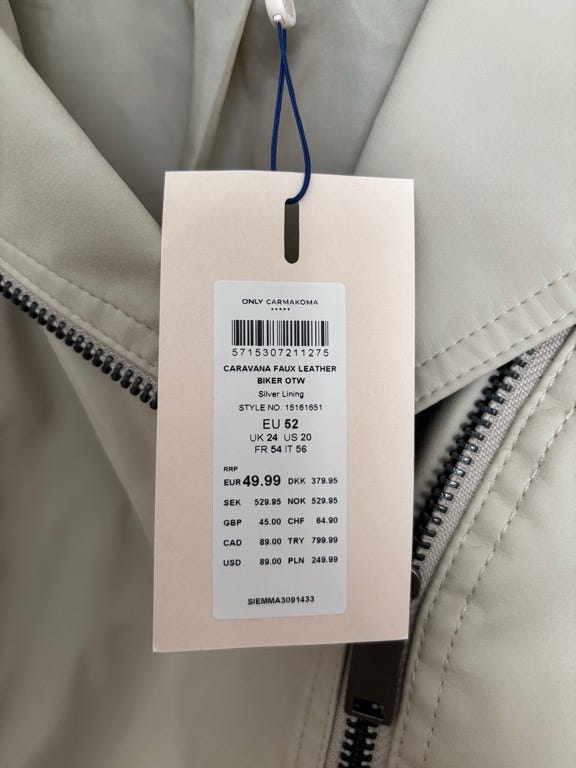 ONLY CARMAKOMA
*****
5715307211275
CARAVANA FAUX LEATHER
BIKER OTW
Silver Lining
STYLE NO. 15161651
EU 52
UK 24 US 20
FR 54 IT 56
RRP
EUR 49.99 DKK 379.95
SEK 529.95 NOK 529.95
GBP 45.00 CHF 64.90
CAD 89.00 TRY 799.99
USD 89.00 PLN 249.99
SIEMMA3091433